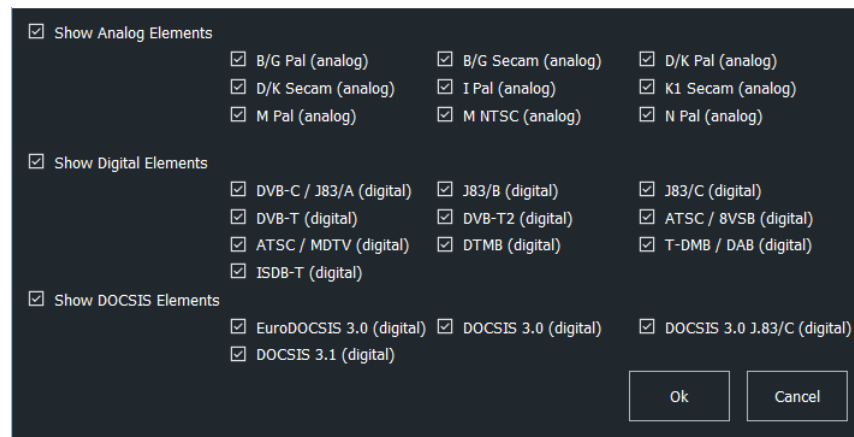 Show Analog Elements
B/G Pal (analog) B/G Secam (analog) D/K Pal (analog)
D/K Secam (analog) I Pal (analog) K1 Secam (analog)
M Pal (analog) M NTSC (analog) N Pal (analog)
Show Digital Elements
DVB-C / J83/A (digital) J83/B (digital) J83/C (digital)
DVB-T (digital) DVB-T2 (digital) ATSC / 8VSB (digital)
ATSC / MDTV (digital) DTMB (digital) T-DMB / DAB (digital)
ISDB-T (digital)
Show DOCSIS Elements
EuroDOCSIS 3.0 (digital) DOCSIS 3.0 (digital) DOCSIS 3.0 J.83/C (digital)
DOCSIS 3.1 (digital)
Ok Cancel